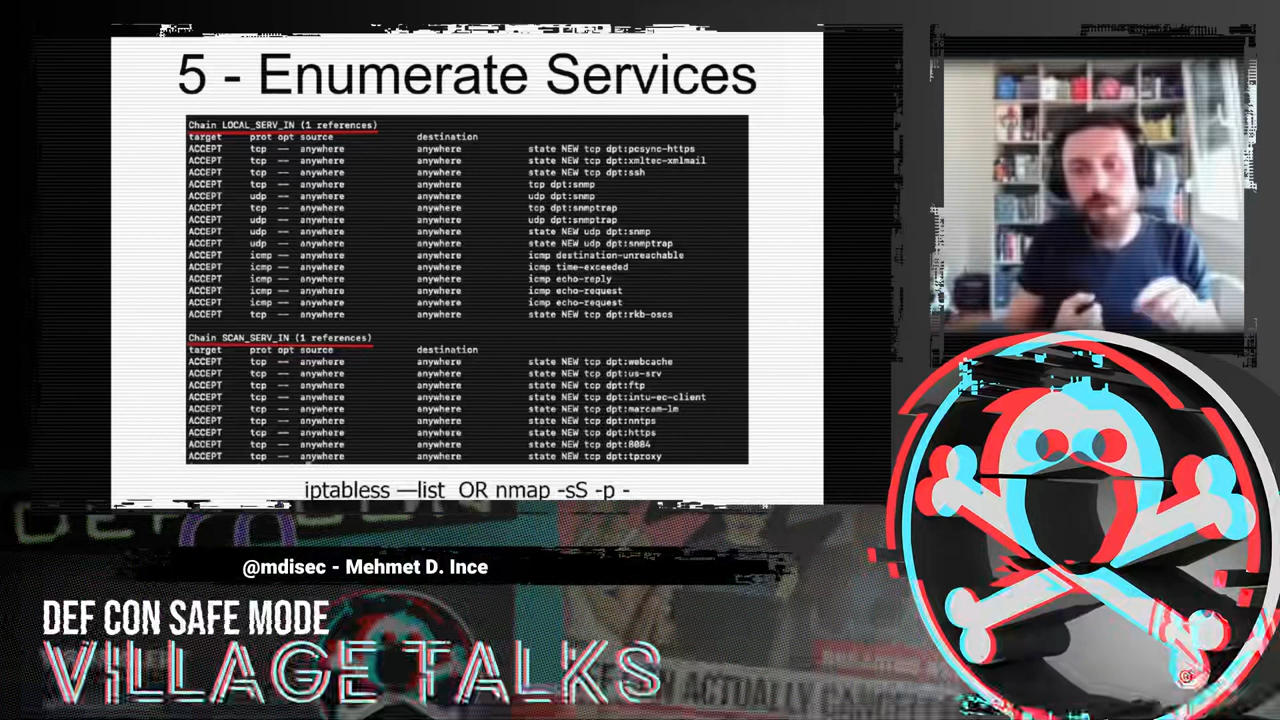 5 - Enumerate Services
Chain LOCAL_SERV_IN (1 references)
target prot opt source destination
ACCEPT tcp -- anywhere anywhere state NEW tcp dpt:pcsync-https
ACCEPT tcp -- anywhere anywhere state NEW tcp dpt:xmltec-xmlmail
ACCEPT tcp -- anywhere anywhere state NEW tcp dpt:ssh
ACCEPT tcp -- anywhere anywhere tcp dpt:snmp
ACCEPT udp -- anywhere anywhere udp dpt:snmp
ACCEPT tcp -- anywhere anywhere tcp dpt:snmptrap
ACCEPT udp -- anywhere anywhere udp dpt:snmptrap
ACCEPT udp -- anywhere anywhere state NEW udp dpt:snmp
ACCEPT udp -- anywhere anywhere state NEW udp dpt:snmptrap
ACCEPT icmp -- anywhere anywhere icmp destination-unreachable
ACCEPT icmp -- anywhere anywhere icmp time-exceeded
ACCEPT icmp -- anywhere anywhere icmp echo-reply
ACCEPT icmp -- anywhere anywhere icmp echo-request
ACCEPT icmp -- anywhere anywhere icmp echo-request
ACCEPT tcp -- anywhere anywhere state NEW tcp dpt:rkb-oscs
Chain SCAN_SERV_IN (1 references)
target prot opt source destination
ACCEPT tcp -- anywhere anywhere state NEW tcp dpt:webcache
ACCEPT tcp -- anywhere anywhere state NEW tcp dpt:us-srv
ACCEPT tcp -- anywhere anywhere state NEW tcp dpt:ftp
ACCEPT tcp -- anywhere anywhere state NEW tcp dpt:intu-ec-client
ACCEPT tcp -- anywhere anywhere state NEW tcp dpt:marcam-lm
ACCEPT tcp -- anywhere anywhere state NEW tcp dpt:nntps
ACCEPT tcp -- anywhere anywhere state NEW tcp dpt:https
ACCEPT tcp -- anywhere anywhere state NEW tcp dpt:8084
ACCEPT tcp -- anywhere anywhere state NEW tcp dpt:tproxy
iptabless —list OR nmap -sS -p -
@mdisec - Mehmet D. Ince
DEF CON SAFE MODE
VILLAGE TALKS